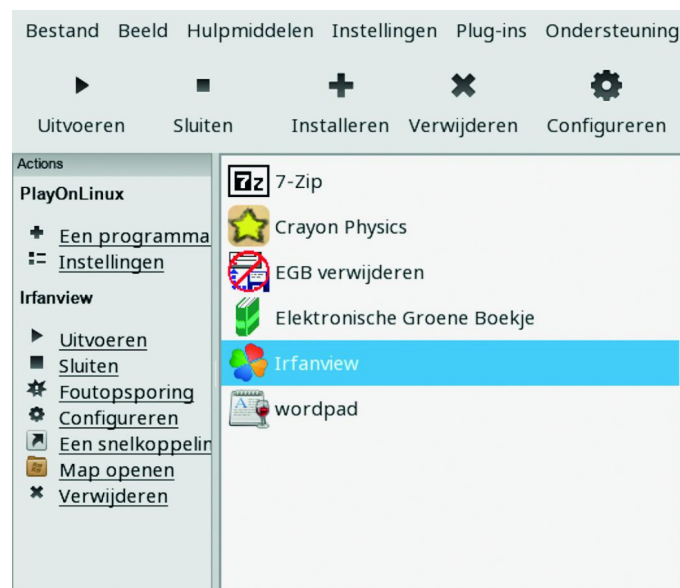 Bestand Beeld Hulpmiddelen Instellingen Plug-ins Ondersteuning
Uitvoeren Sluiten Installeren Verwijderen Configureren
Actions
PlayOnLinux
Een programma
Instellingen
Irfanview
Uitvoeren
Sluiten
Foutopsporing
Configureren
Een snelkoppelin
Map openen
Verwijderen
7z 7-Zip
Crayon Physics
EGB verwijderen
Elektronische Groene Boekje
Irfanview
wordpad